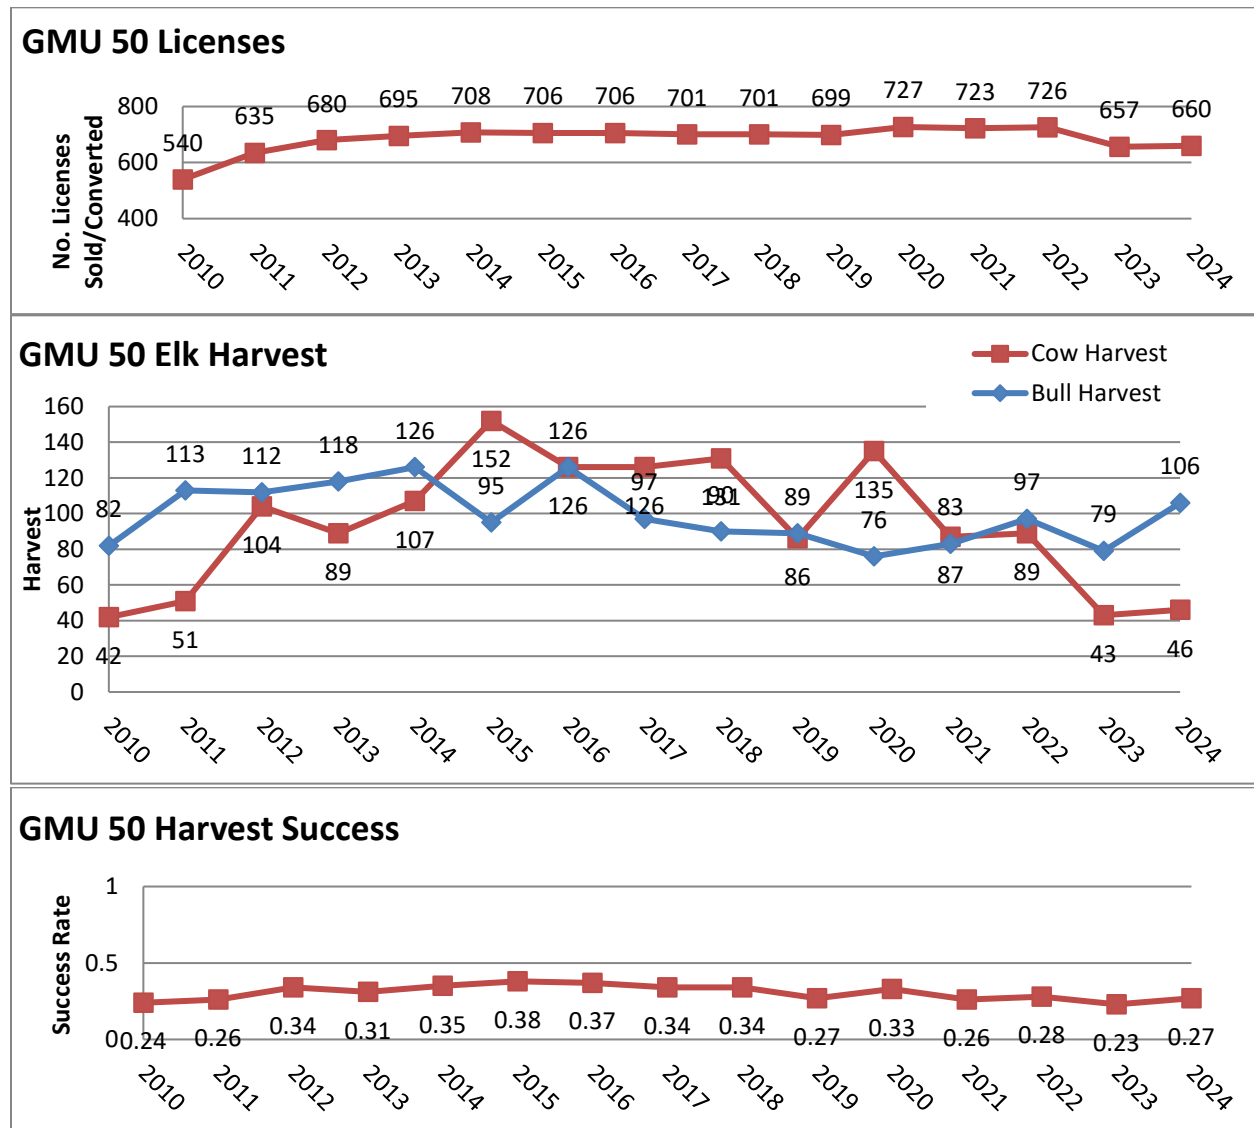 GMU 50 Licenses
No. Licenses
Sold/Converted
800
600
400
540 635 680 695 708 706 706 701 701 699 727 723 726 657 660
2010 2011 2012 2013 2014 2015 2016 2017 2018 2019 2020 2021 2022 2023 2024
GMU 50 Elk Harvest
Cow Harvest
Bull Harvest
Harvest
160
140
120
100
80
60
40
20
0
82 113 112 118 126 95 126 97 90 89 76 83 97 79 106
42 51 104 89 107 152 126 126 131 86 135 87 89 43 46
2010 2011 2012 2013 2014 2015 2016 2017 2018 2019 2020 2021 2022 2023 2024
GMU 50 Harvest Success
Success Rate
1
0.5
0
0.24 0.26 0.34 0.31 0.35 0.38 0.37 0.34 0.34 0.27 0.33 0.26 0.28 0.23 0.27
2010 2011 2012 2013 2014 2015 2016 2017 2018 2019 2020 2021 2022 2023 2024